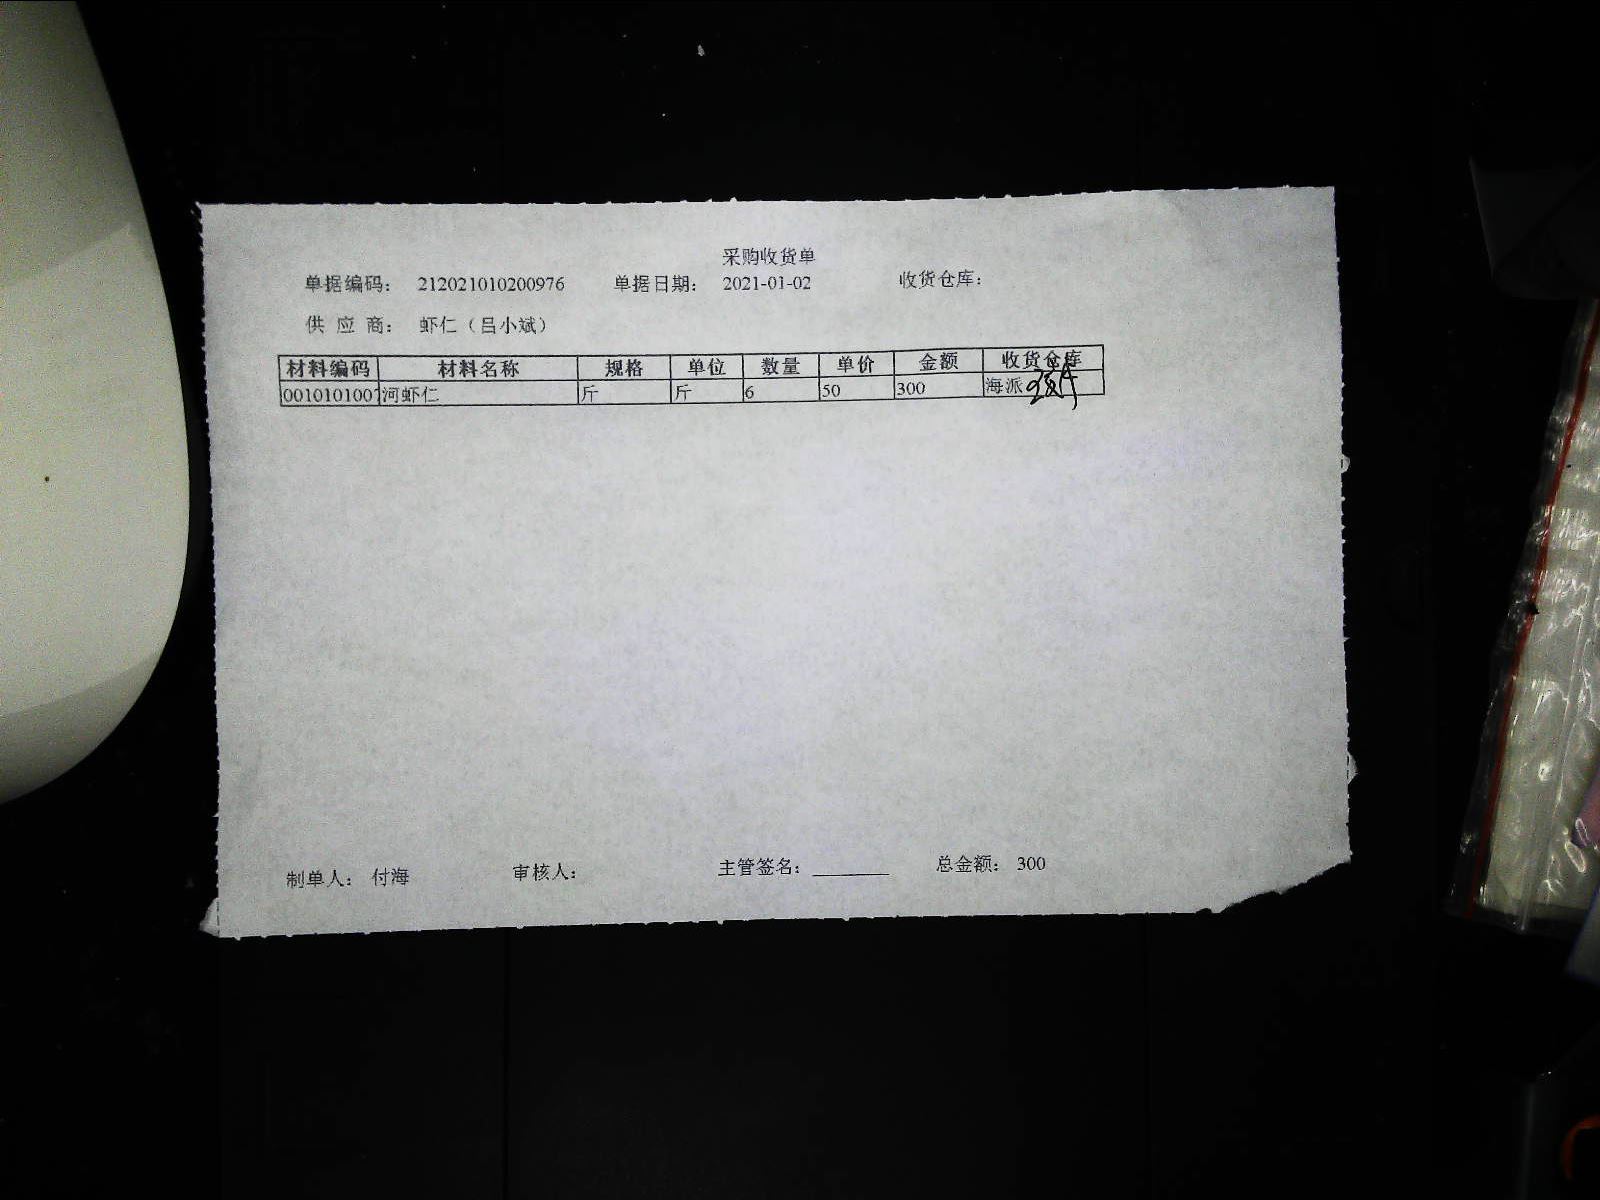 采购收货单
单据编码： 212021010200976 单据日期： 2021-01-02 收货仓库：
供 应 商： 虾仁（吕小斌）
材料编码 材料名称 规格 单位 数量 单价 金额 收货仓库
0010101007 河虾仁 斤 斤 6 50 300 海派
制单人： 付海 审核人： 主管签名： ________ 总金额： 300